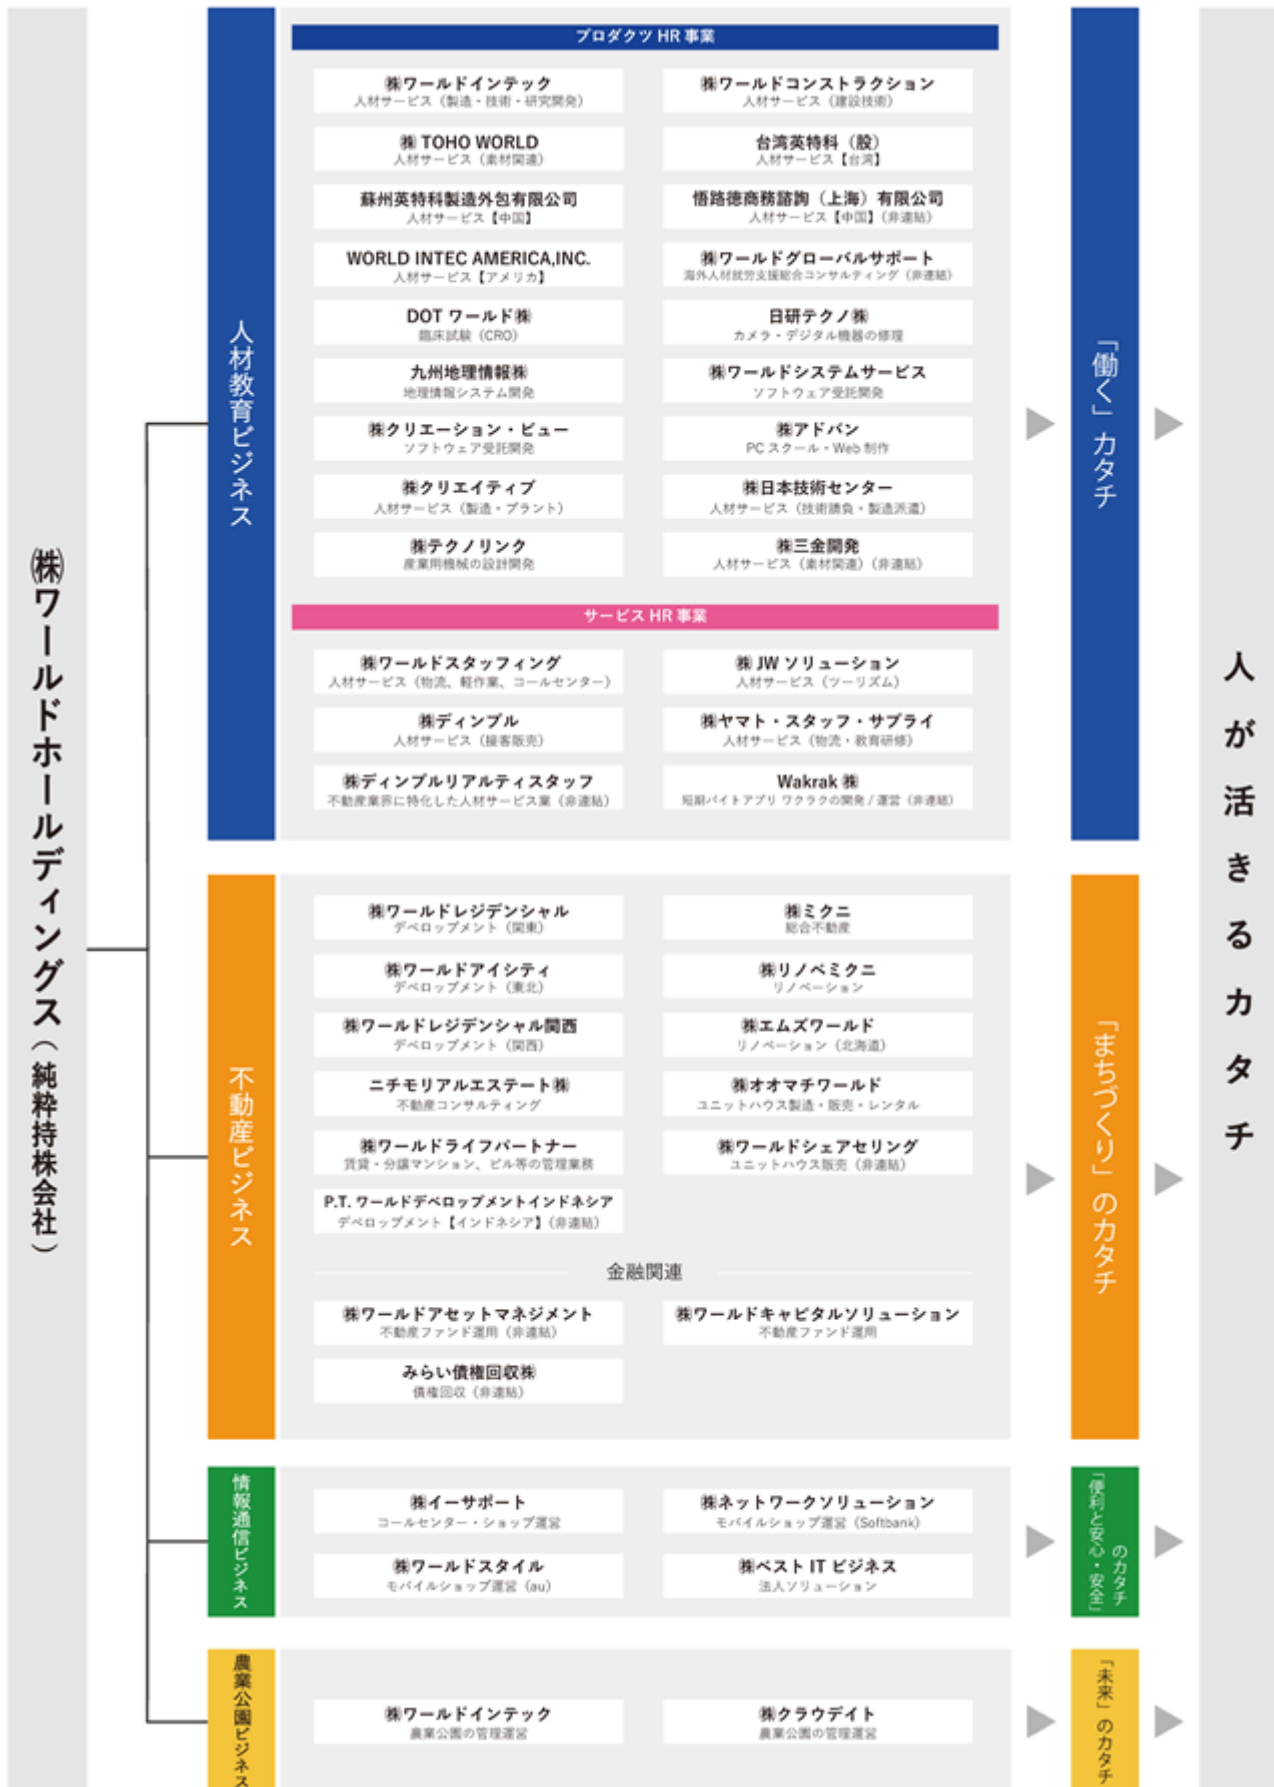 ㈱ワールドホールディングス（純粋持株会社）
人材教育ビジネス
プロダクツ HR 事業
㈱ワールドインテック
人材サービス（製造・技術・研究開発）
㈱ワールドコンストラクション
人材サービス（建設技術）
㈱ TOHO WORLD
人材サービス（素材関連）
台湾英特科（股）
人材サービス【台湾】
蘇州英特科製造外包有限公司
人材サービス【中国】
悟路徳商務諮詢（上海）有限公司
人材サービス【中国】（非連結）
WORLD INTEC AMERICA,INC.
人材サービス【アメリカ】
㈱ワールドグローバルサポート
海外人材就労支援総合コンサルティング（非連結）
DOT ワールド㈱
臨床試験（CRO）
日研テクノ㈱
カメラ・デジタル機器の修理
九州地理情報㈱
地理情報システム開発
㈱ワールドシステムサービス
ソフトウェア受託開発
㈱クリエーション・ビュー
ソフトウェア受託開発
㈱アドバン
PC スクール・Web 制作
㈱クリエイティブ
人材サービス（製造・プラント）
㈱日本技術センター
人材サービス（技術請負・製造派遣）
㈱テクノリンク
産業用機械の設計開発
㈱三金開発
人材サービス（素材関連）（非連結）
サービス HR 事業
㈱ワールドスタッフィング
人材サービス（物流、軽作業、コールセンター）
㈱ JW ソリューション
人材サービス（ツーリズム）
㈱ディンプル
人材サービス（接客販売）
㈱ヤマト・スタッフ・サプライ
人材サービス（物流・教育研修）
㈱ディンプルリアルティスタッフ
不動産業界に特化した人材サービス業（非連結）
Wakrak ㈱
短期バイトアプリ ワクラクの開発 / 運営（非連結）
「働く」カタチ
不動産ビジネス
㈱ワールドレジデンシャル
デベロップメント（関東）
㈱ミクニ
総合不動産
㈱ワールドアイシティ
デベロップメント（東北）
㈱リノベミクニ
リノベーション
㈱ワールドレジデンシャル関西
デベロップメント（関西）
㈱エムズワールド
リノベーション（北海道）
ニチモリアルエステート㈱
不動産コンサルティング
㈱オオマチワールド
ユニットハウス製造・販売・レンタル
㈱ワールドライフパートナー
賃貸・分譲マンション、ビル等の管理業務
㈱ワールドシェアセリング
ユニットハウス販売（非連結）
P.T. ワールドデベロップメントインドネシア
デベロップメント【インドネシア】（非連結）
金融関連
㈱ワールドアセットマネジメント
不動産ファンド運用（非連結）
㈱ワールドキャピタルソリューション
不動産ファンド運用
みらい債権回収㈱
債権回収（非連結）
「まちづくり」のカタチ
情報通信ビジネス
㈱イーサポート
コールセンター・ショップ運営
㈱ネットワークソリューション
モバイルショップ運営（Softbank）
㈱ワールドスタイル
モバイルショップ運営（au）
㈱ベスト IT ビジネス
法人ソリューション
「便利と安心・安全」
のカタチ
農業公園ビジネス
㈱ワールドインテック
農業公園の管理運営
㈱クラウデイト
農業公園の管理運営
「未来」のカタチ
人が活きるカタチ